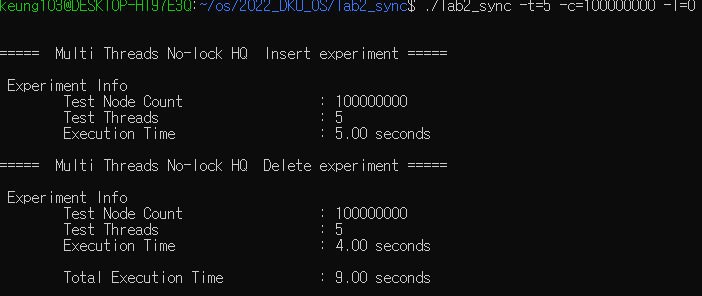 keung103@DESKTOP-HT97E3Q:~/os/2022_DKU_OS/lab2_sync$ ./lab2_sync -t=5 -c=100000000 -l=0
===== Multi Threads No-lock HQ Insert experiment =====
Experiment Info
Test Node Count : 100000000
Test Threads : 5
Execution Time : 5.00 seconds
===== Multi Threads No-lock HQ Delete experiment =====
Experiment Info
Test Node Count : 100000000
Test Threads : 5
Execution Time : 4.00 seconds
Total Execution Time : 9.00 seconds